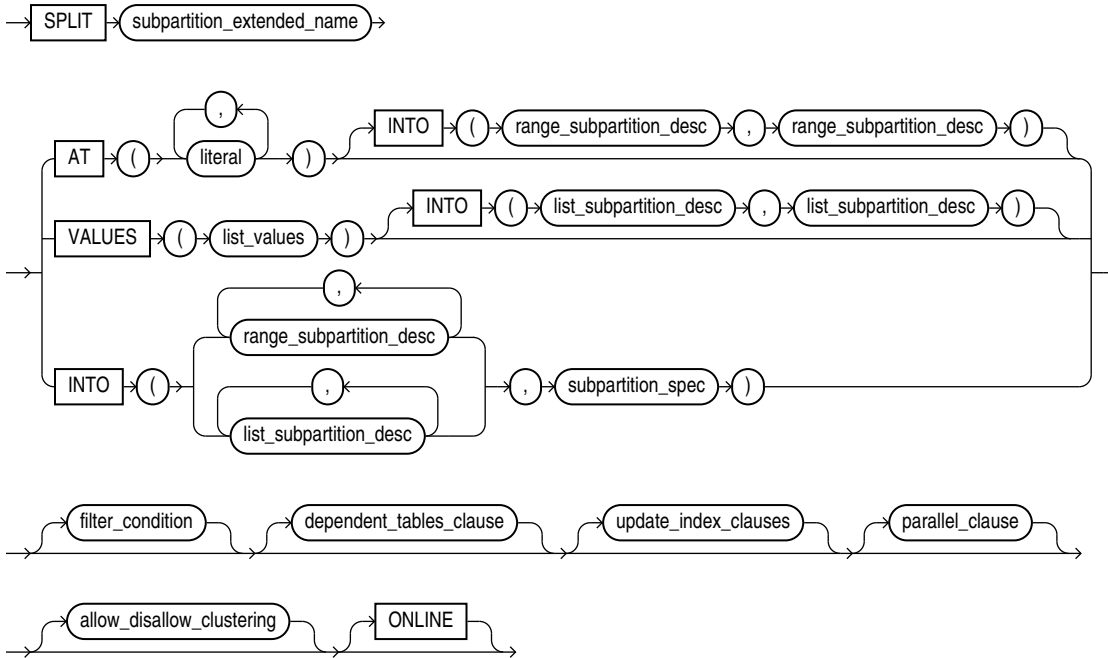 SPLIT subpartition_extended_name
,
INTO ( range_subpartition_desc , range_subpartition_desc )
AT ( literal )
INTO ( list_subpartition_desc , list_subpartition_desc )
VALUES ( list_values )
,
range_subpartition_desc
INTO ( , , subpartition_spec )
list_subpartition_desc
filter_condition dependent_tables_clause update_index_clauses parallel_clause
allow_disallow_clustering ONLINE